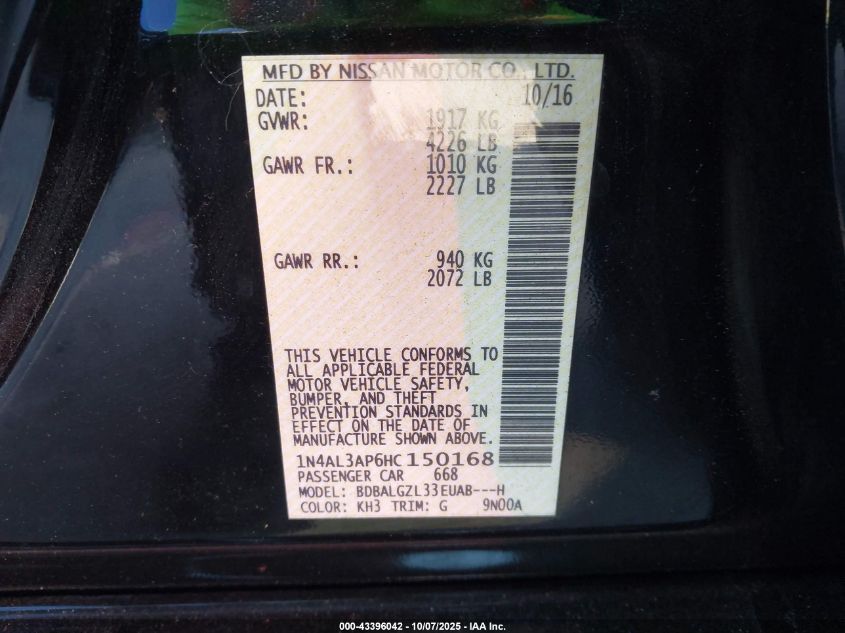 MFD BY NISSAN MOTOR CO., LTD.
DATE: 10/16
GVWR: 1917 KG
4226 LB
GAWR FR.: 1010 KG
2227 LB
GAWR RR.: 940 KG
2072 LB
THIS VEHICLE CONFORMS TO
ALL APPLICABLE FEDERAL
MOTOR VEHICLE SAFETY,
BUMPER, AND THEFT
PREVENTION STANDARDS IN
EFFECT ON THE DATE OF
MANUFACTURE SHOWN ABOVE.
1N4AL3AP6HC150168
PASSENGER CAR 668
MODEL: BDBALGZL33EUAB---H
COLOR: KH3 TRIM: G 9N00A
000-43396042 - 10/07/2025 - IAA Inc.